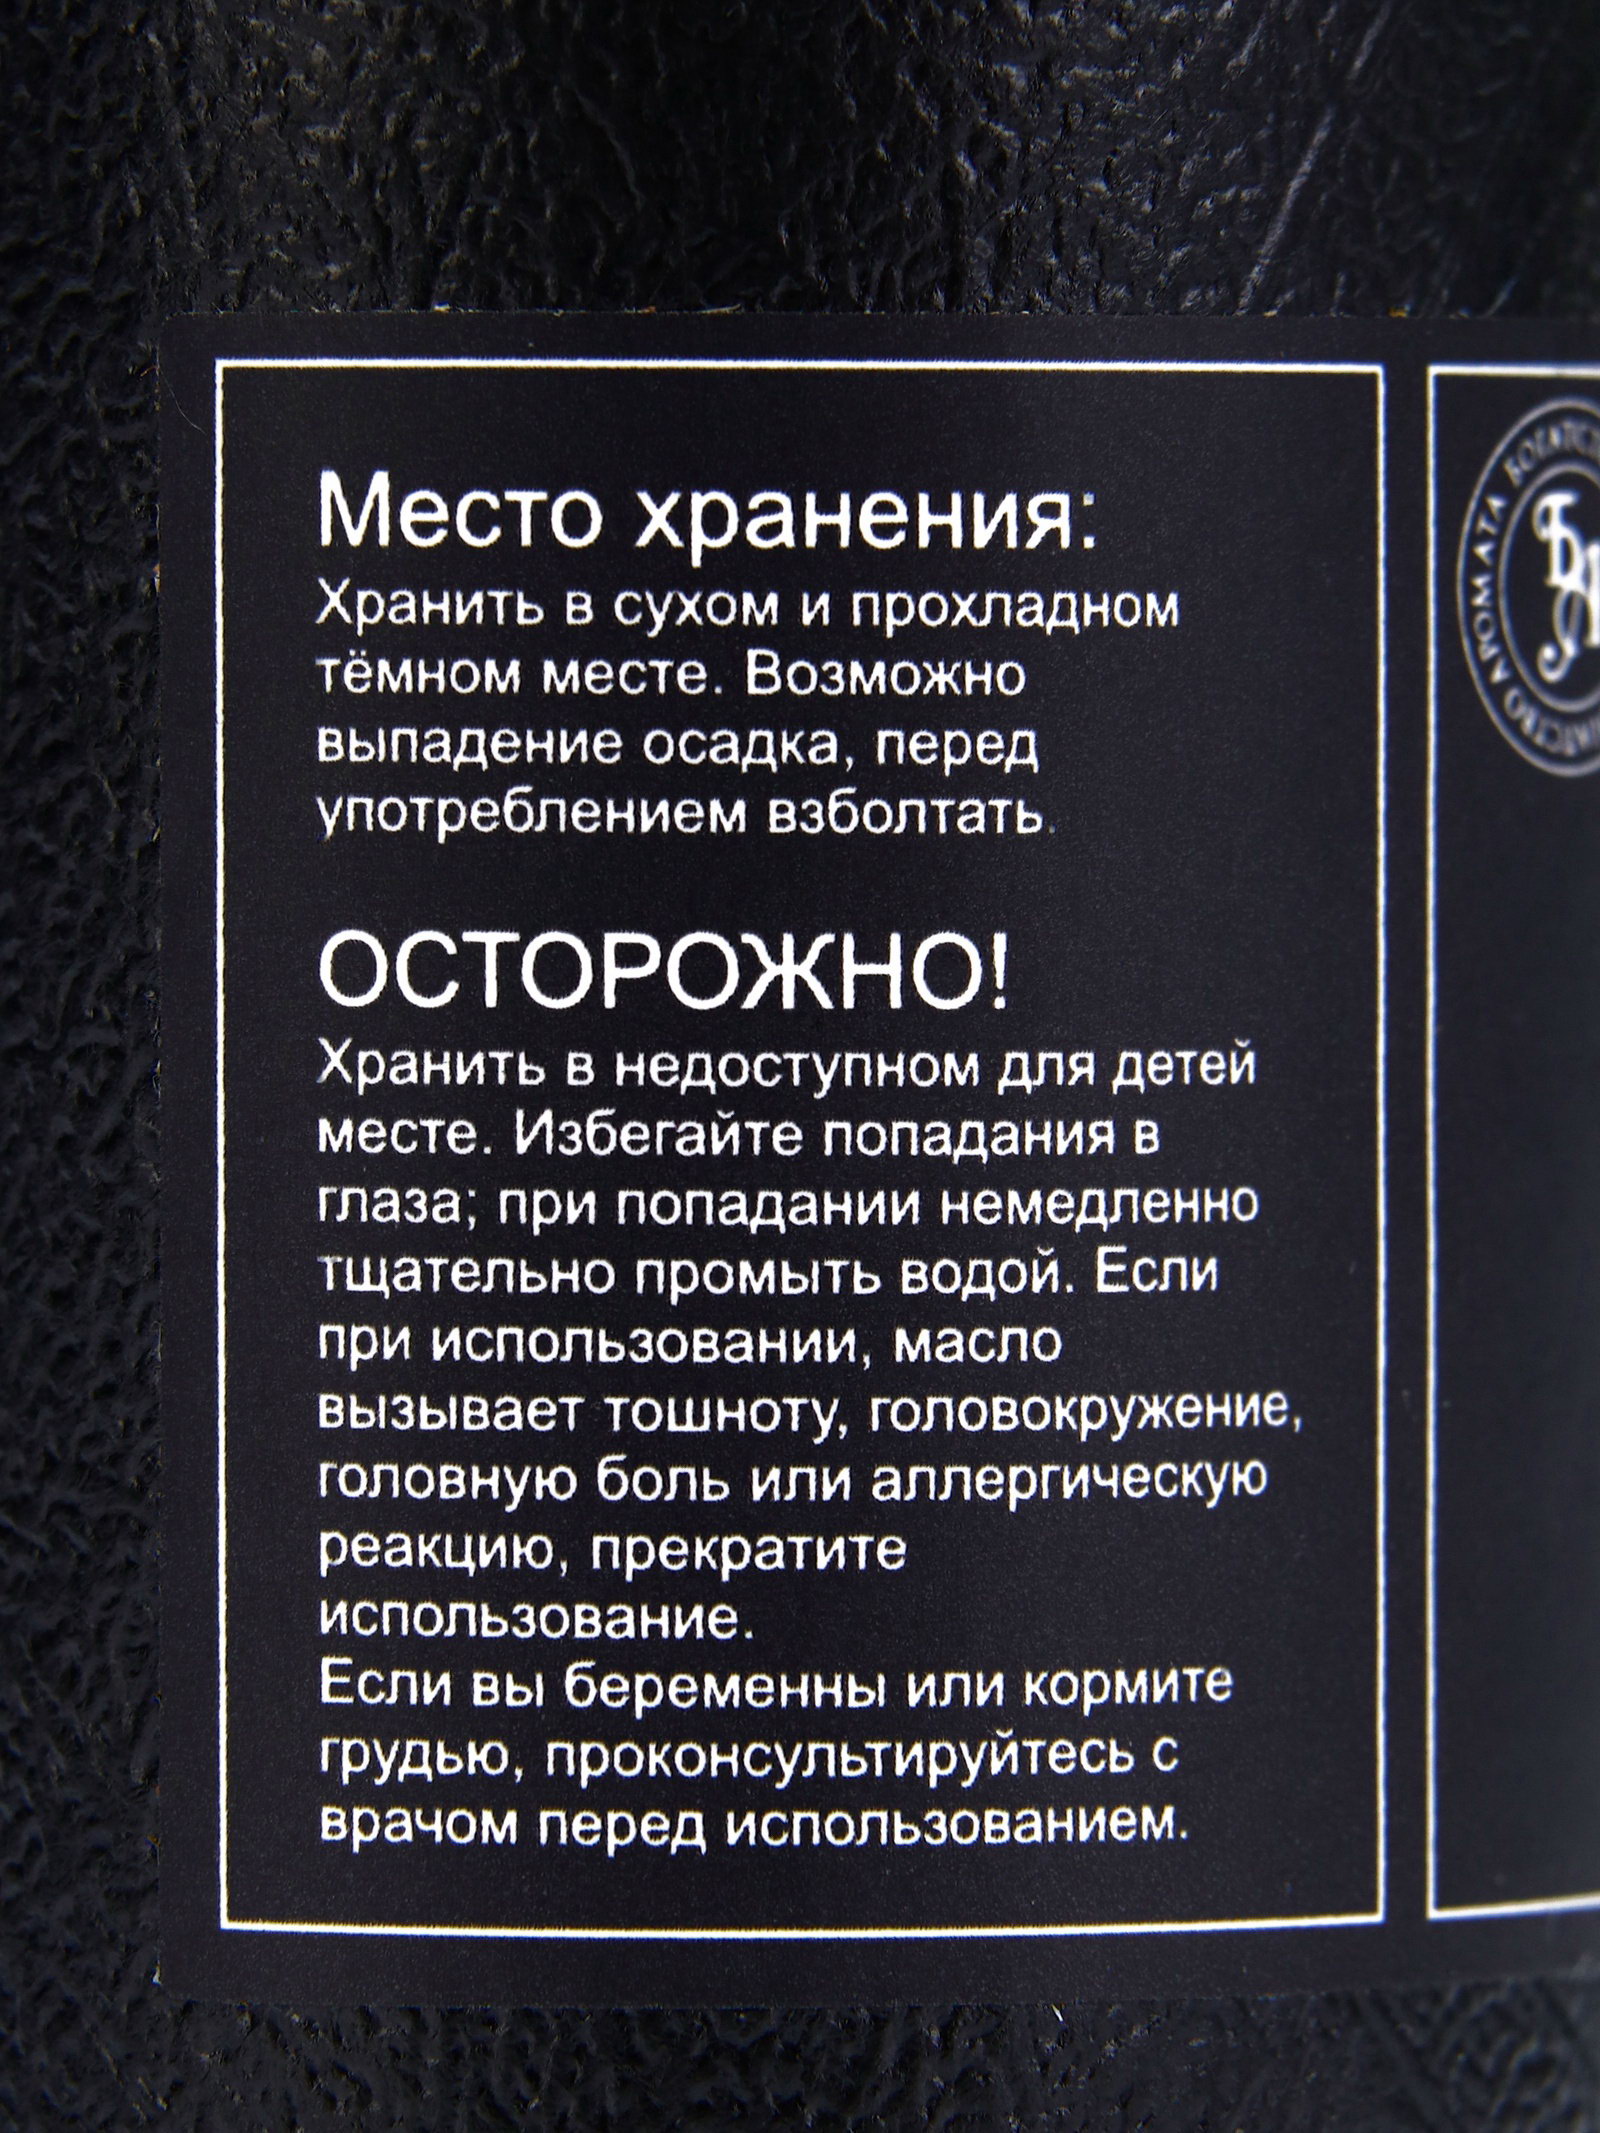 Место хранения:
Хранить в сухом и прохладном
тёмном месте. Возможно
выпадение осадка, перед
употреблением взболтать.
ОСТОРОЖНО!
Хранить в недоступном для детей
месте. Избегайте попадания в
глаза; при попадании немедленно
тщательно промыть водой. Если
при использовании, масло
вызывает тошноту, головокружение,
головную боль или аллергическую
реакцию, прекратите
использование.
Если вы беременны или кормите
грудью, проконсультируйтесь с
врачом перед использованием.
АРОМАТА
БА